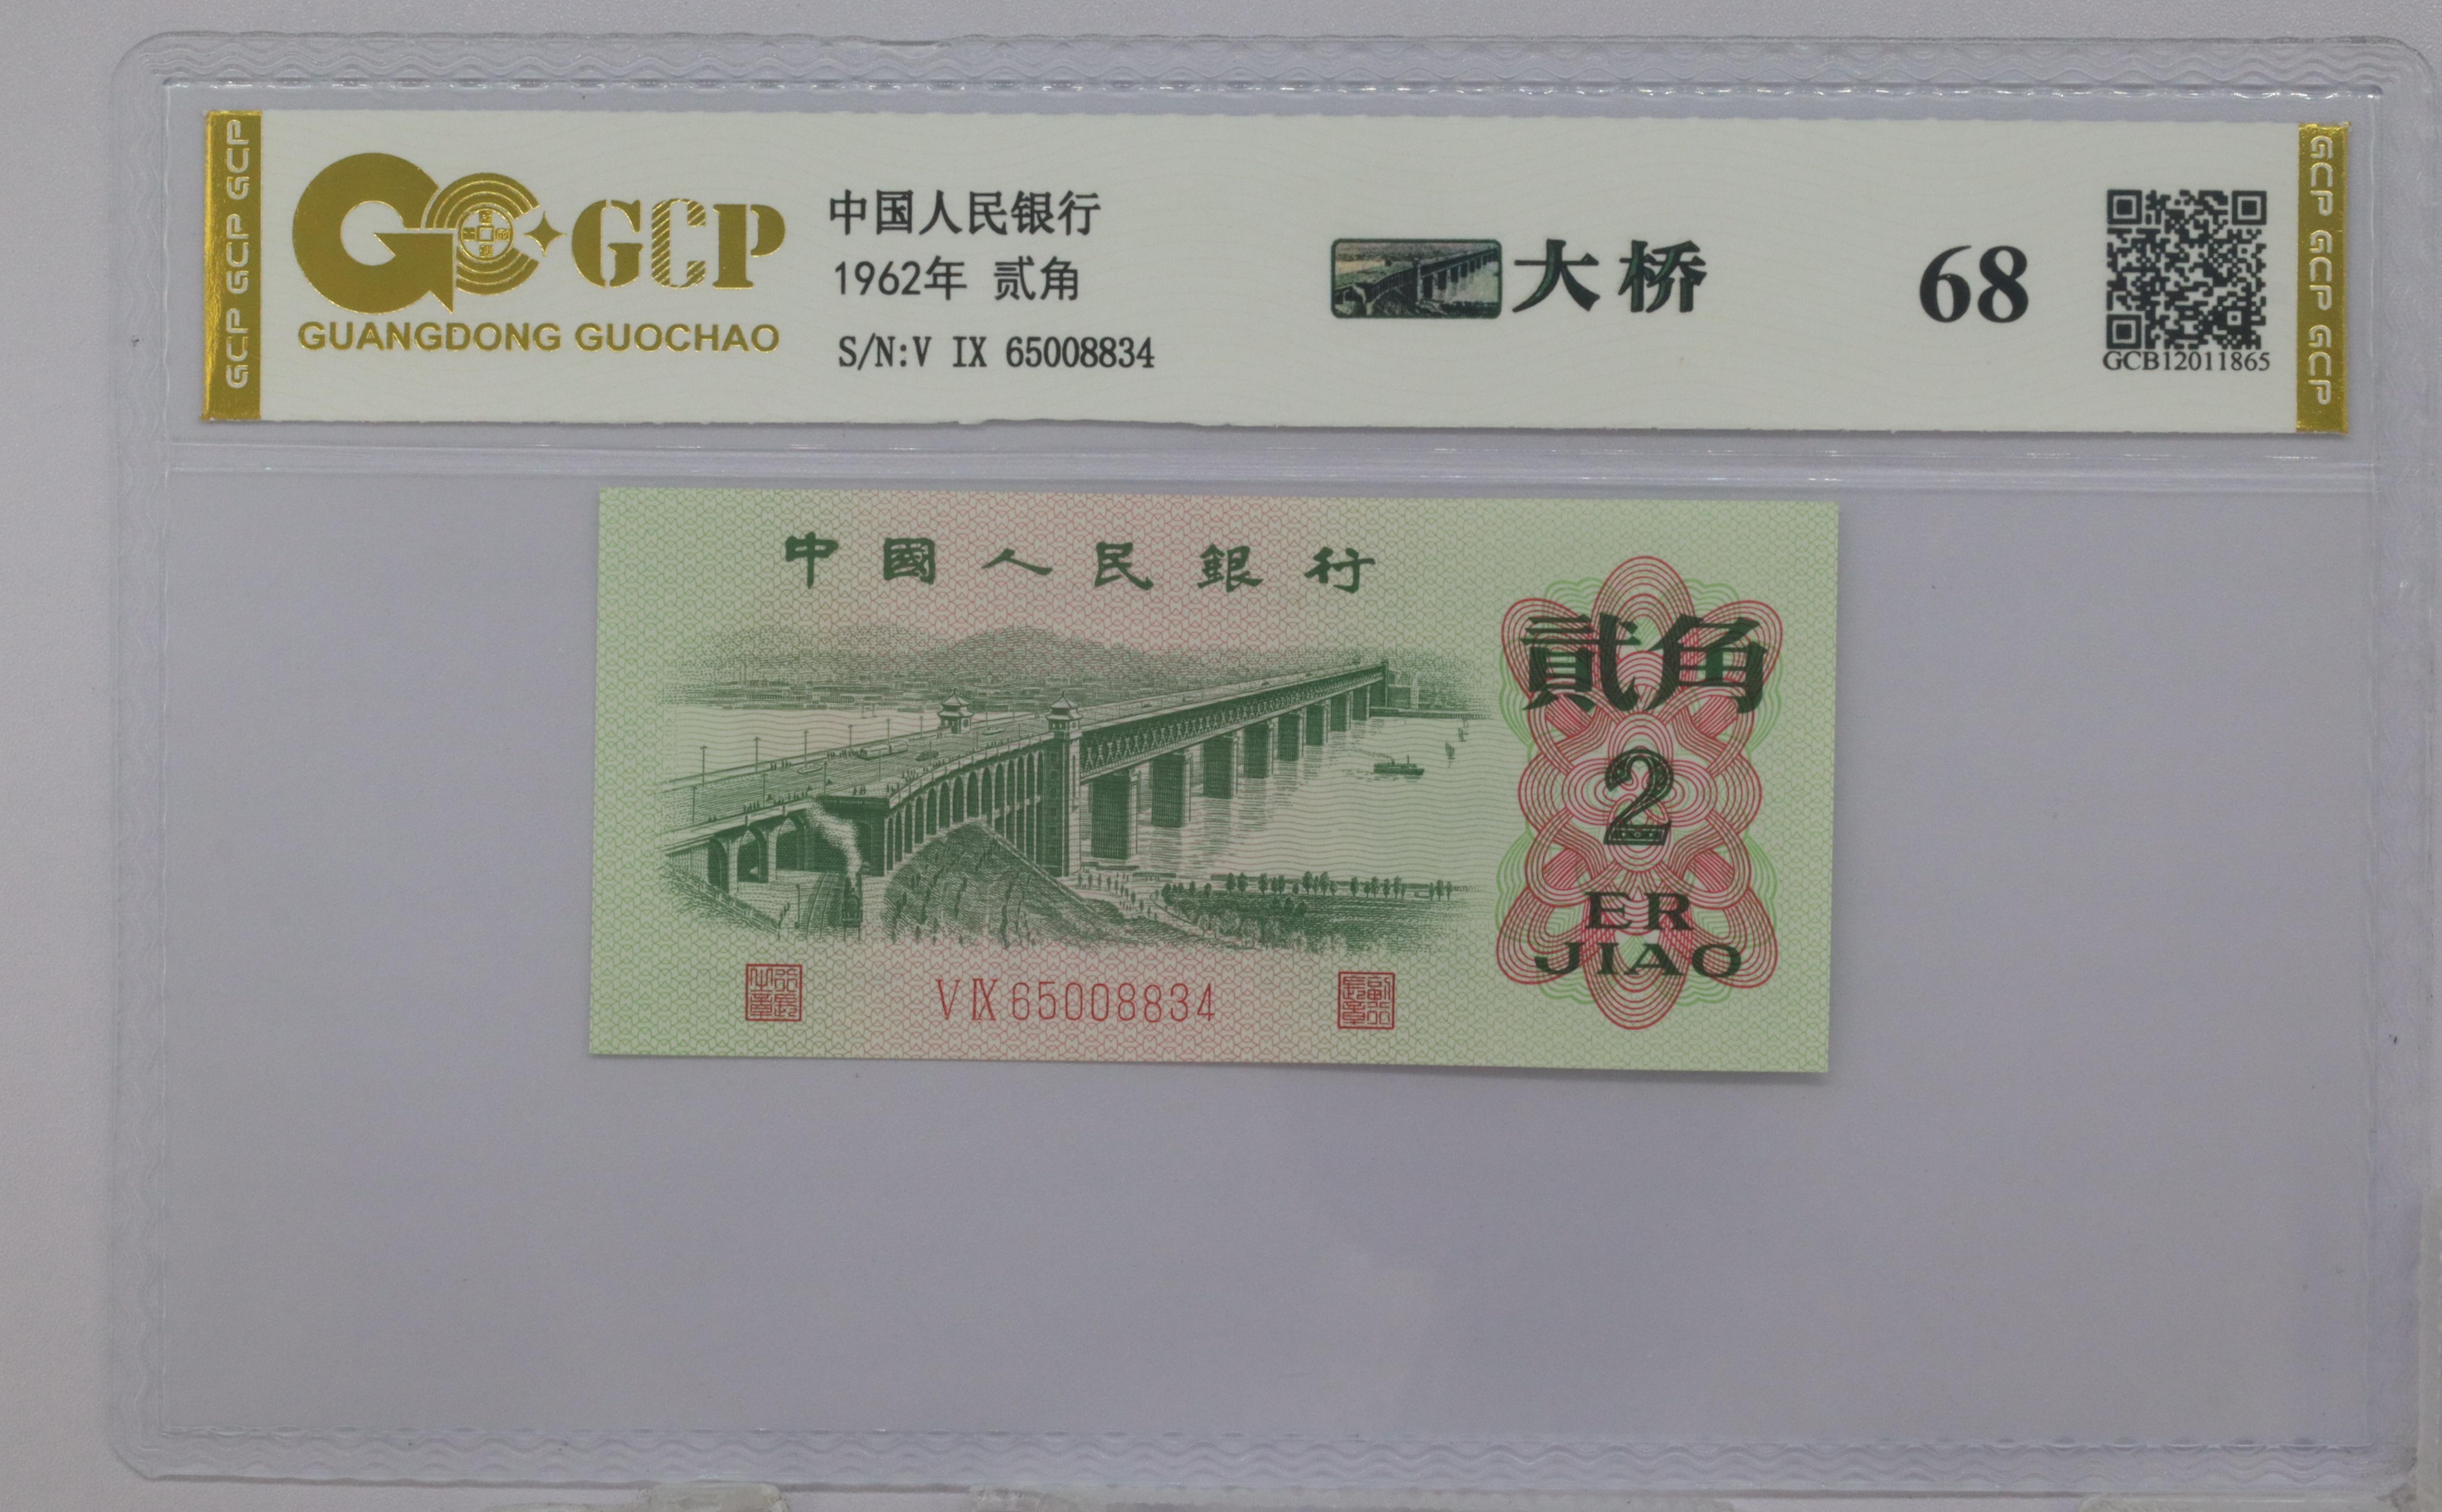 GCP GCP GCP
GCP
GUANGDONG GUOCHAO
中国人民银行
1962年 贰角
S/N:V IX 65008834
大桥
68
GCB12011865
GCP GCP GCP
中國人民銀行
貳角
2
ER
JIAO
V IX 65008834